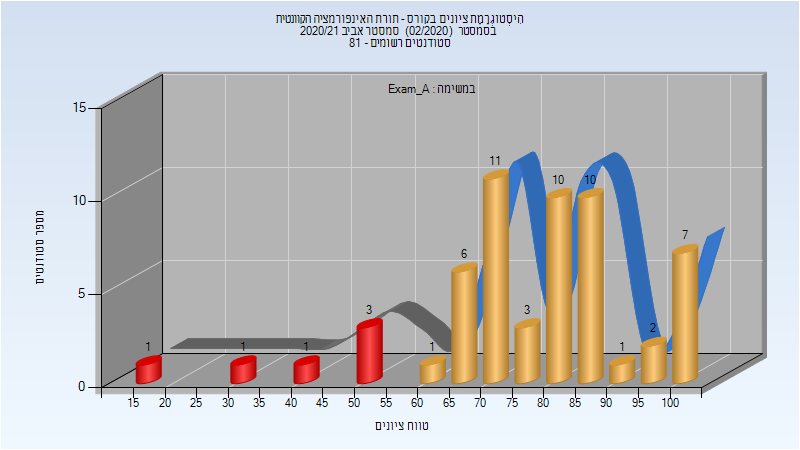 היסטוגרמת ציונים בקורס - תורת האינפורמציה הקוונטית
בסמסטר (02/2020) סמסטר אביב 2020/21
סטודנטים רשומים - 81
במשימה : Exam_A
מספר סטודנטים
15
10
5
0
1
1
1
3
1
6
11
3
10
10
1
2
7
15 20 25 30 35 40 45 50 55 60 65 70 75 80 85 90 95 100
טווח ציונים